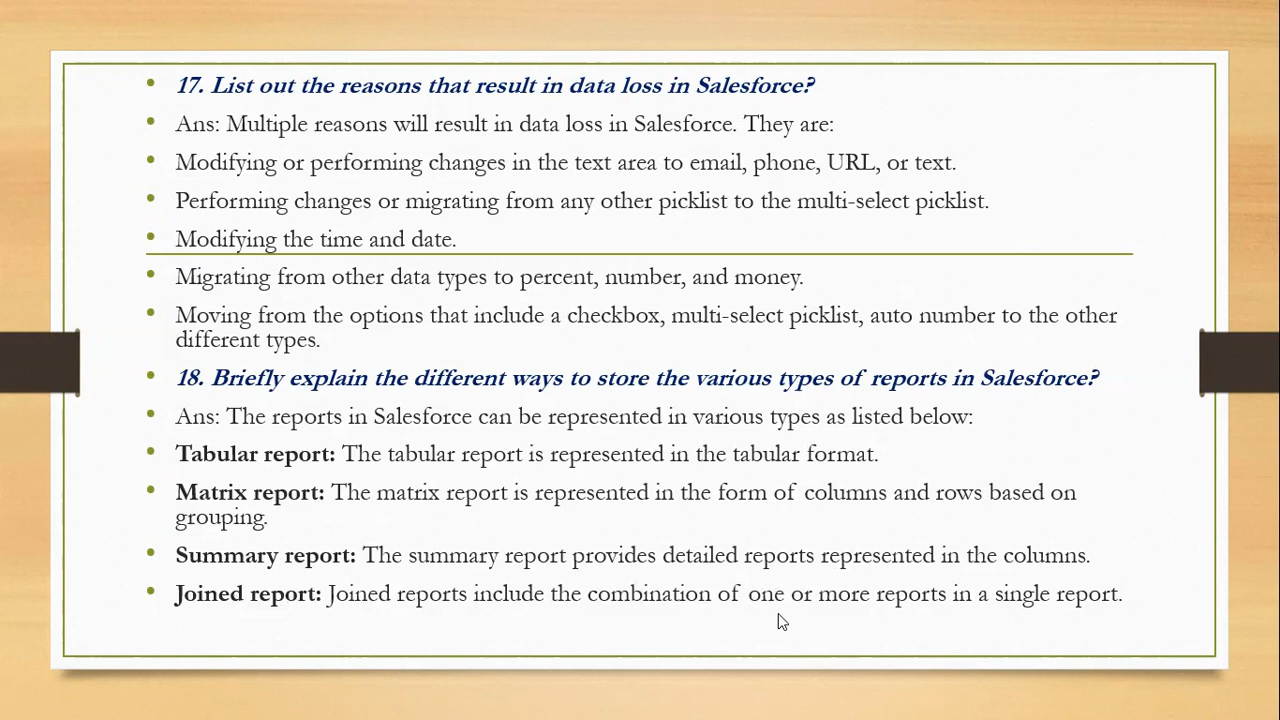 • 17. List out the reasons that result in data loss in Salesforce?
• Ans: Multiple reasons will result in data loss in Salesforce. They are:
• Modifying or performing changes in the text area to email, phone, URL, or text.
• Performing changes or migrating from any other picklist to the multi-select picklist.
• Modifying the time and date.
• Migrating from other data types to percent, number, and money.
• Moving from the options that include a checkbox, multi-select picklist, auto number to the other
different types.
• 18. Briefly explain the different ways to store the various types of reports in Salesforce?
• Ans: The reports in Salesforce can be represented in various types as listed below:
• Tabular report: The tabular report is represented in the tabular format.
• Matrix report: The matrix report is represented in the form of columns and rows based on
grouping.
• Summary report: The summary report provides detailed reports represented in the columns.
• Joined report: Joined reports include the combination of one or more reports in a single report.